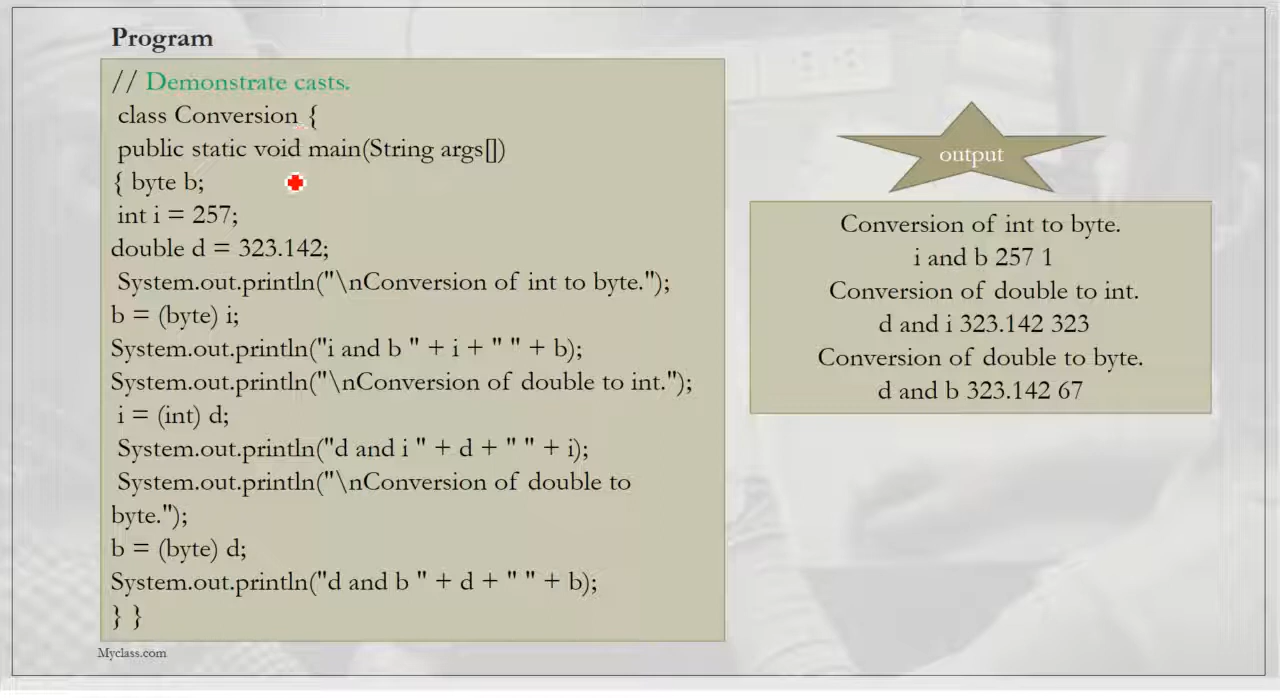 Program
// Demonstrate casts.
class Conversion {
public static void main(String args[])
{ byte b;
int i = 257;
double d = 323.142;
System.out.println("\nConversion of int to byte.");
b = (byte) i;
System.out.println("i and b " + i + " " + b);
System.out.println("\nConversion of double to int.");
i = (int) d;
System.out.println("d and i " + d + " " + i);
System.out.println("\nConversion of double to
byte.");
b = (byte) d;
System.out.println("d and b " + d + " " + b);
} }
Myclass.com
output
Conversion of int to byte.
i and b 257 1
Conversion of double to int.
d and i 323.142 323
Conversion of double to byte.
d and b 323.142 67